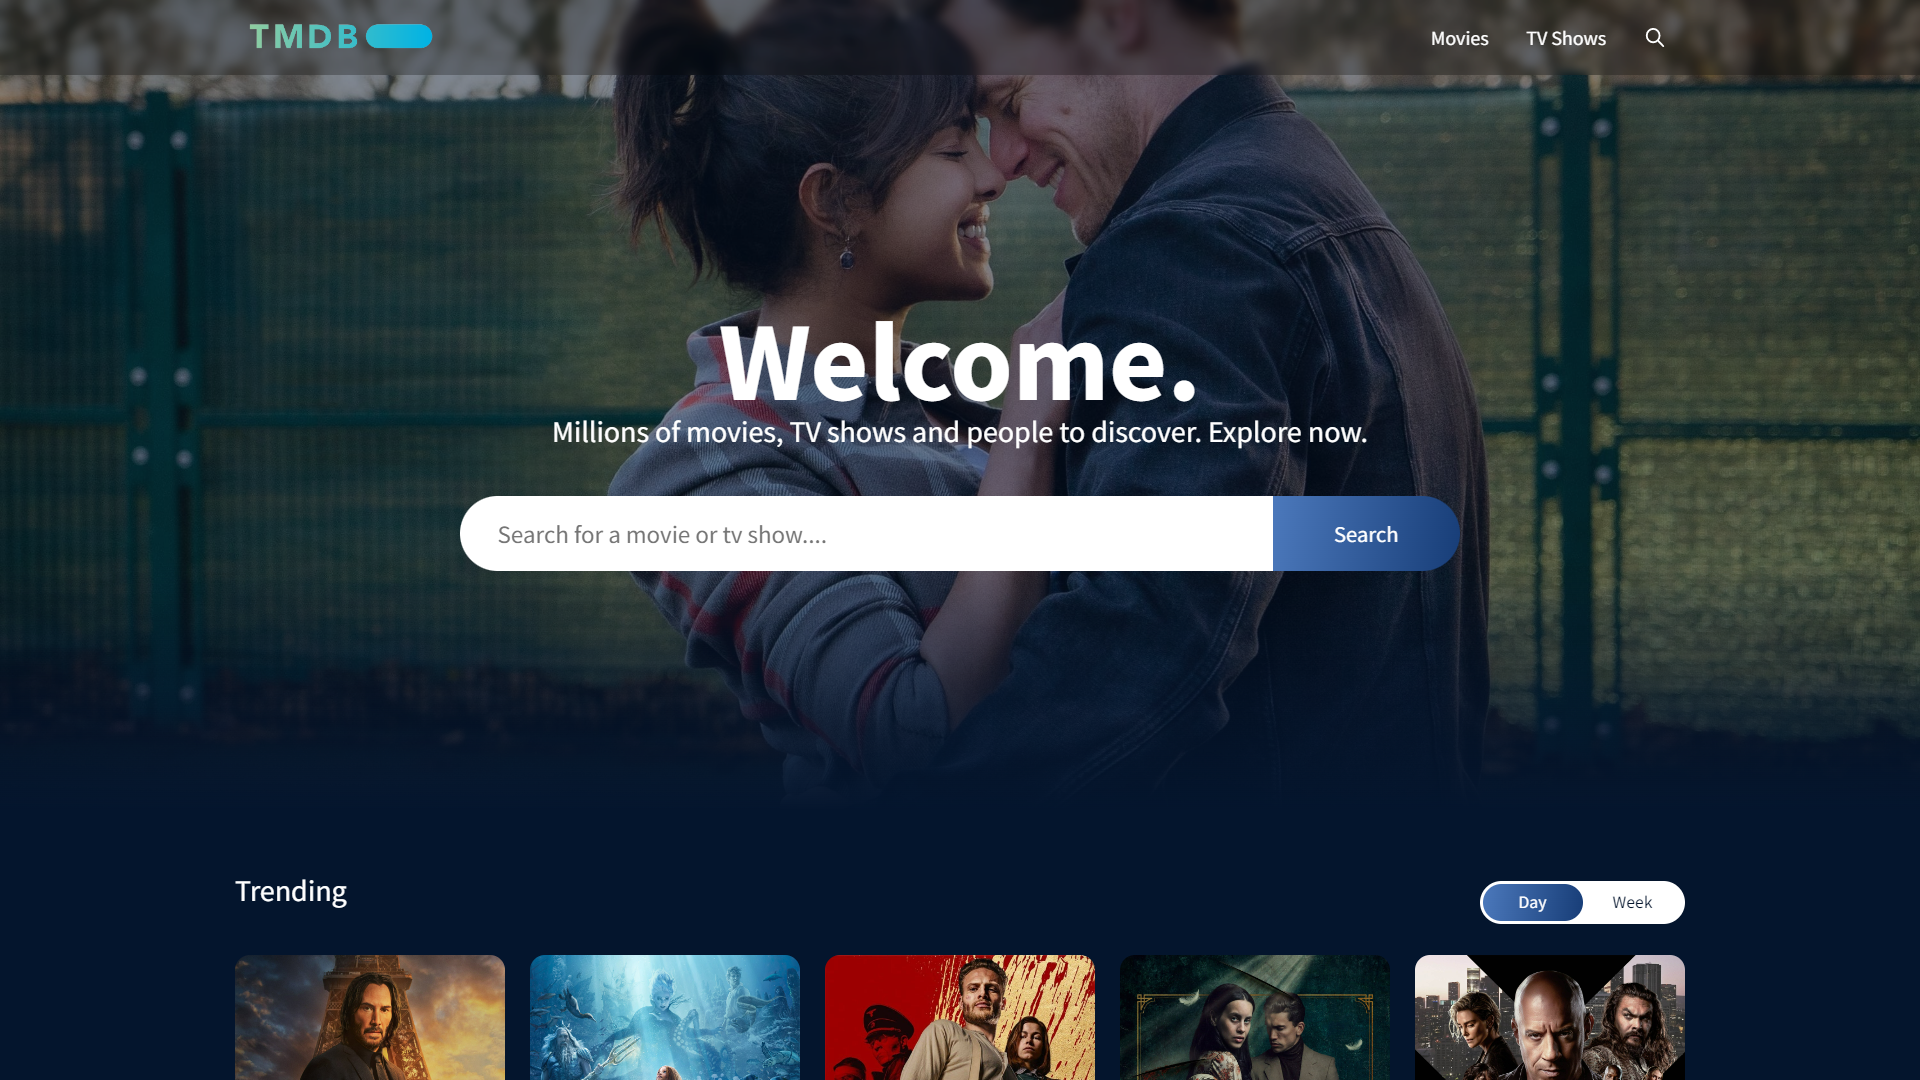 TMDB
Movies
TV Shows
Welcome.
Millions of movies, TV shows and people to discover. Explore now.
Search for a movie or tv show....
Search
Trending
Day
Week